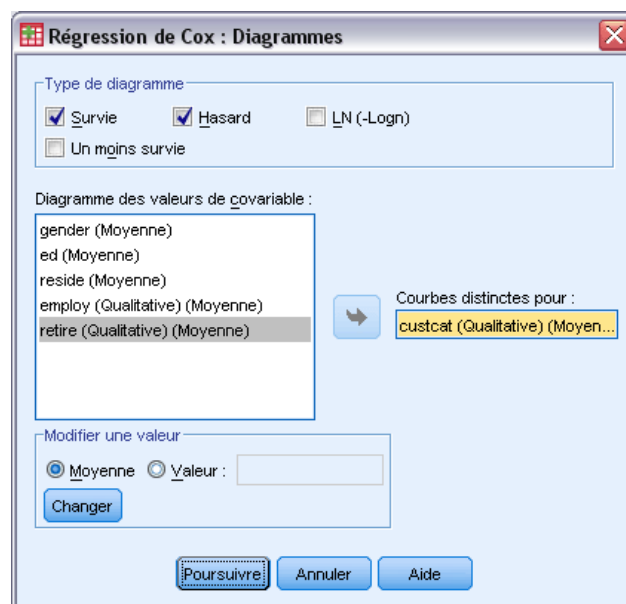 Régression de Cox : Diagrammes
Type de diagramme
Survie
Hasard
LN (-Logn)
Un moins survie
Diagramme des valeurs de covariable :
gender (Moyenne)
ed (Moyenne)
reside (Moyenne)
employ (Qualitative) (Moyenne)
retire (Qualitative) (Moyenne)
Courbes distinctes pour :
custcat (Qualitative) (Moyen...
Modifier une valeur
Moyenne
Valeur :
Changer
Poursuivre
Annuler
Aide